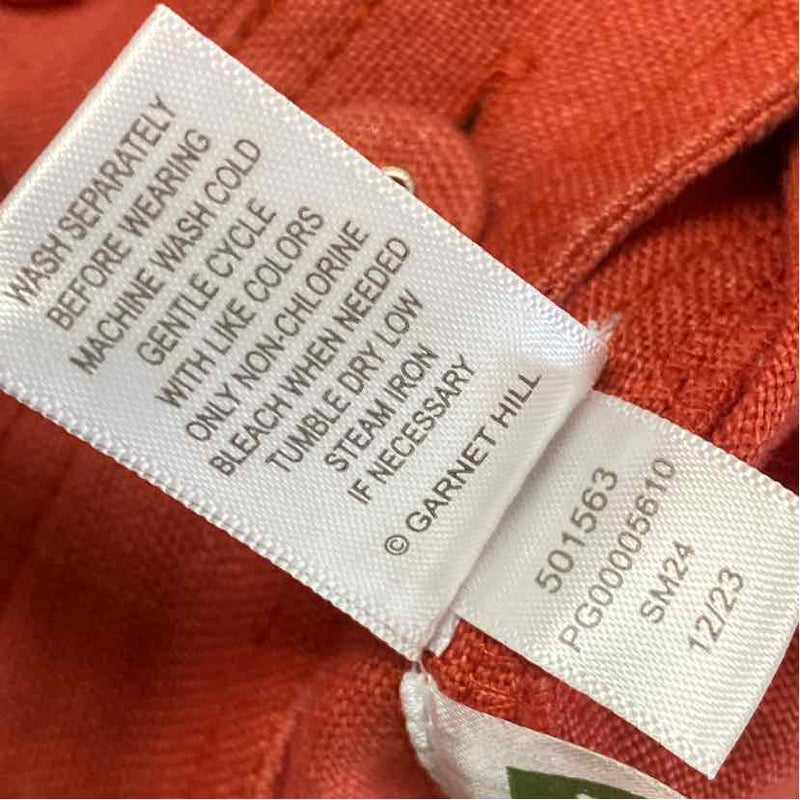 WASH SEPARATELY
BEFORE WEARING
MACHINE WASH COLD
GENTLE CYCLE
WITH LIKE COLORS
ONLY NON-CHLORINE
BLEACH WHEN NEEDED
TUMBLE DRY LOW
STEAM IRON
IF NECESSARY
© GARNET HILL
501563
PG00005610
SM24
12/23